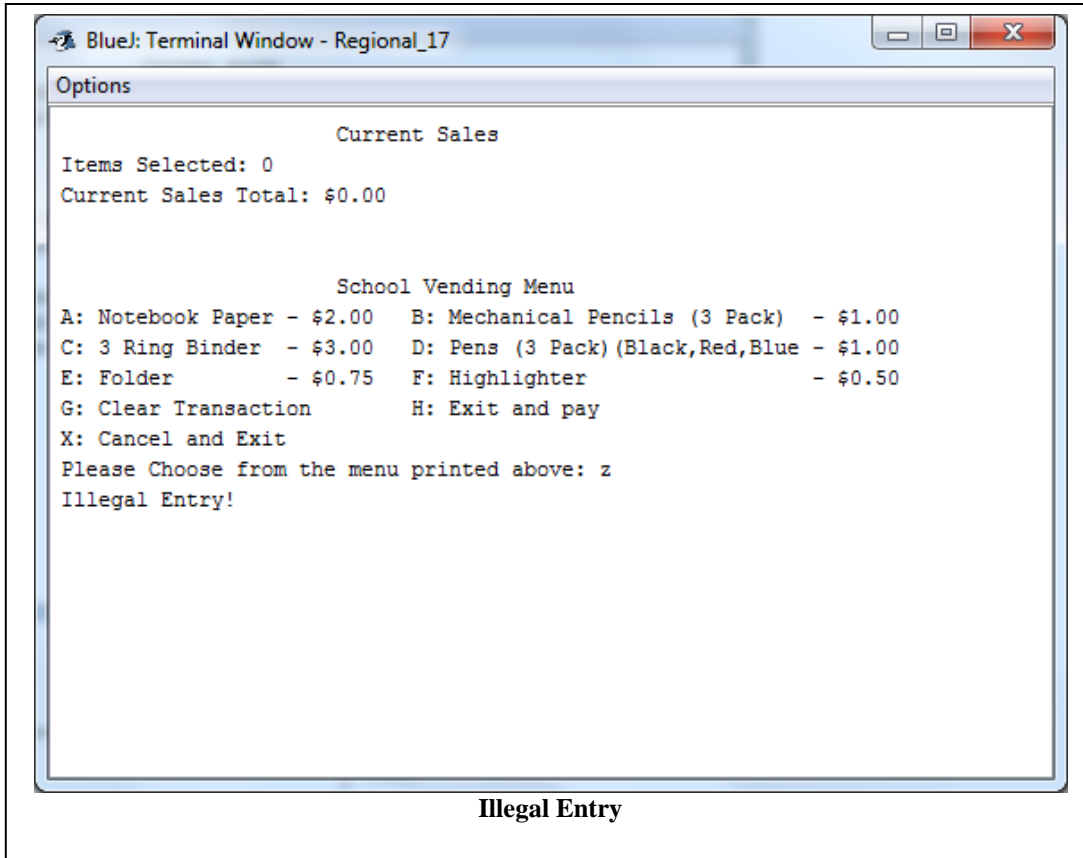 BlueJ: Terminal Window - Regional_17
Options
Current Sales
Items Selected: 0
Current Sales Total: $0.00
School Vending Menu
A: Notebook Paper - $2.00   B: Mechanical Pencils (3 Pack)  - $1.00
C: 3 Ring Binder  - $3.00   D: Pens (3 Pack)(Black,Red,Blue - $1.00
E: Folder         - $0.75   F: Highlighter                  - $0.50
G: Clear Transaction        H: Exit and pay
X: Cancel and Exit
Please Choose from the menu printed above: z
Illegal Entry!
Illegal Entry